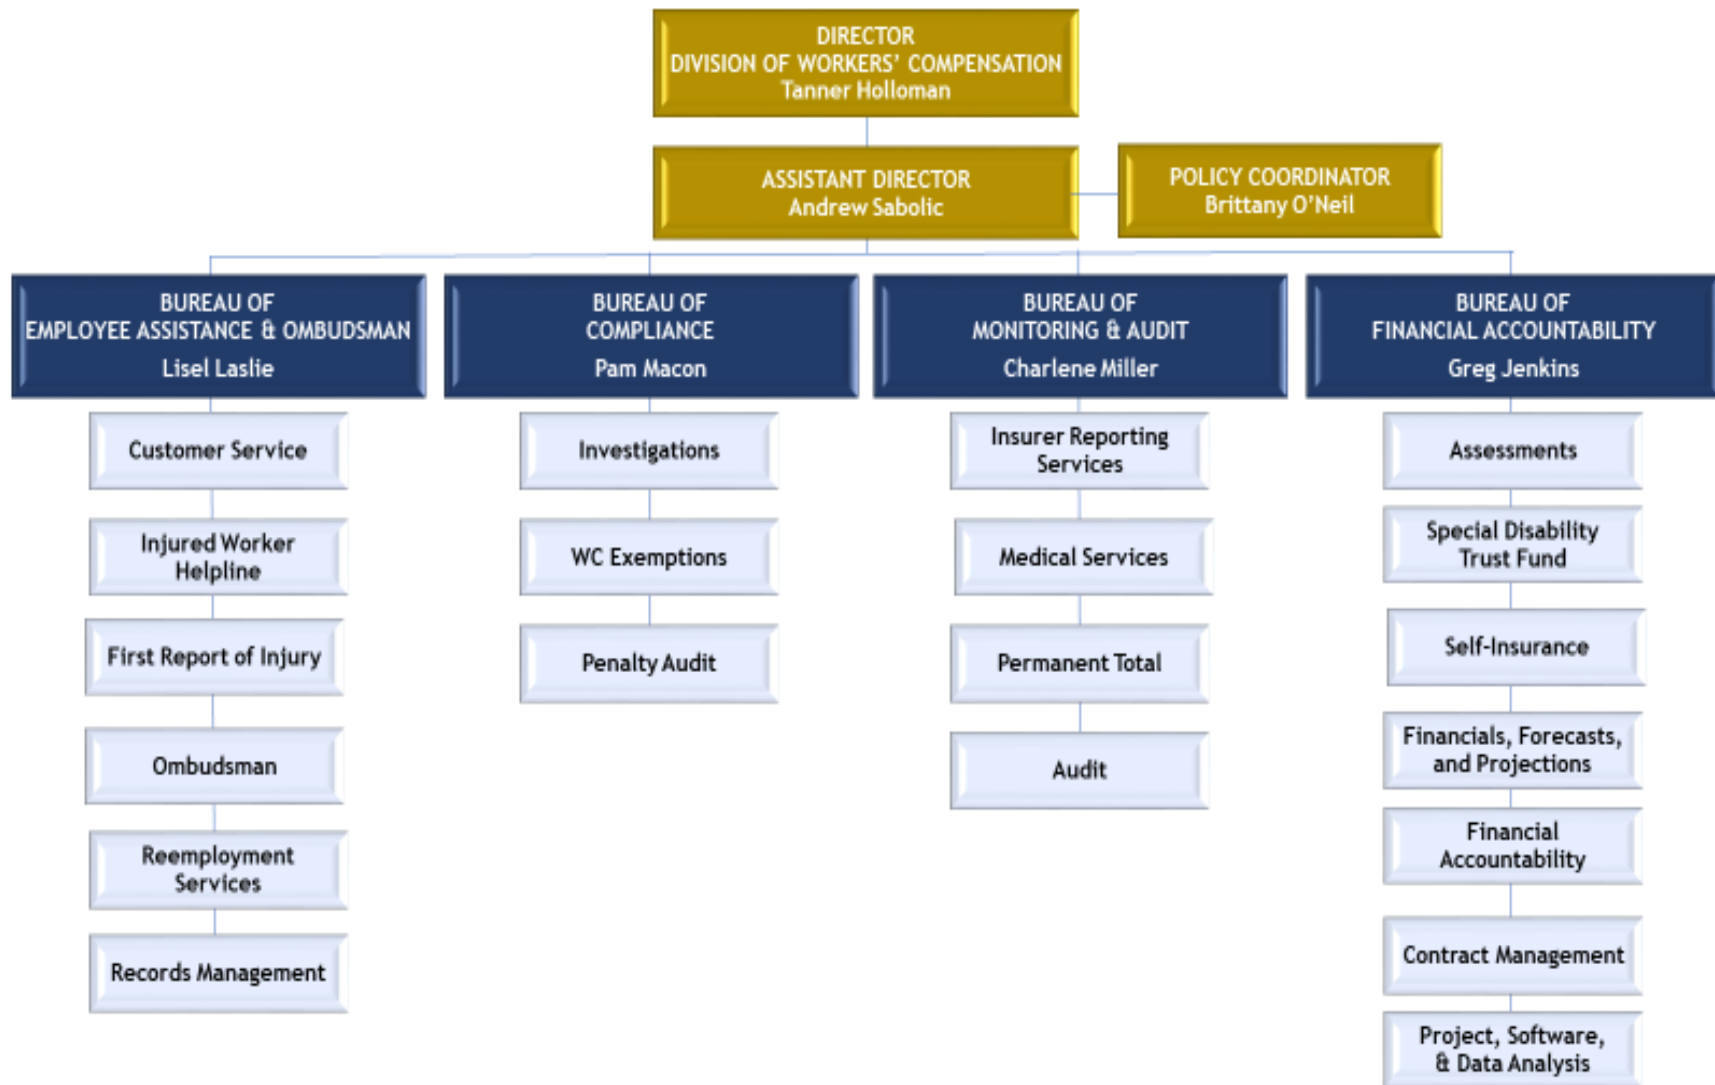 DIRECTOR
DIVISION OF WORKERS' COMPENSATION
Tanner Holloman
ASSISTANT DIRECTOR
Andrew Sabolic
POLICY COORDINATOR
Brittany O'Neil
BUREAU OF
EMPLOYEE ASSISTANCE & OMBUDSMAN
Lisel Laslie
BUREAU OF
COMPLIANCE
Pam Macon
BUREAU OF
MONITORING & AUDIT
Charlene Miller
BUREAU OF
FINANCIAL ACCOUNTABILITY
Greg Jenkins
Customer Service
Injured Worker
Helpline
First Report of Injury
Ombudsman
Reemployment
Services
Records Management
Investigations
WC Exemptions
Penalty Audit
Insurer Reporting
Services
Medical Services
Permanent Total
Audit
Assessments
Special Disability
Trust Fund
Self-Insurance
Financials, Forecasts,
and Projections
Financial
Accountability
Contract Management
Project, Software,
& Data Analysis